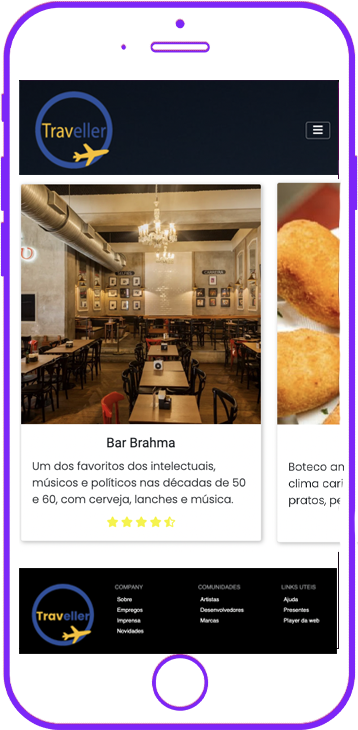 Traveller
Bar Brahma
Um dos favoritos dos intelectuais,
músicos e políticos nas décadas de 50
e 60, com cerveja, lanches e música.
Boteco am
clima cari
pratos, pe
Traveller
COMPANY
Sobre
Empregos
Imprensa
Novidades
COMUNIDADES
Artistas
Desenvolvedores
Marcas
LINKS UTEIS
Ajuda
Presentes
Player da web